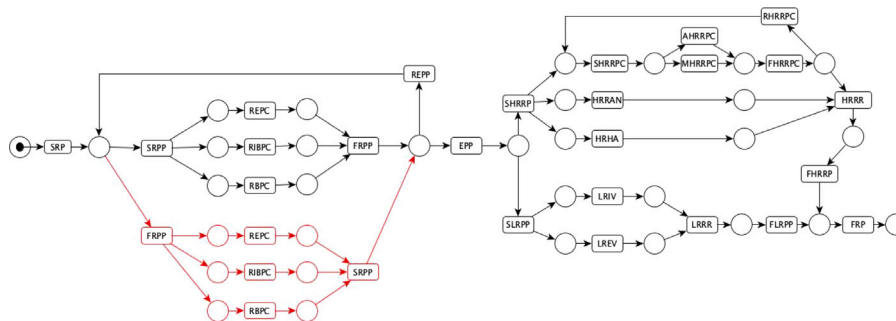 RHRRPC
AHRRPC
SHRRPC
MHRRPC
FHRRPC
REPP
SHRRP
HRRAN
HRRR
REPC
SRP
SRPP
RIBPC
FRPP
EPP
HRHA
RBPC
FHRRP
LRIV
SLRPP
LRRR
FLRPP
FRP
FRPP
REPC
LREV
RIBPC
SRPP
RBPC